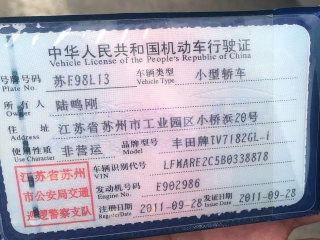 中华人民共和国机动车行驶证
Vehicle License of the People's Republic of China
号牌号码 苏E98L13 车辆类型 小型轿车
Plate No. Vehicle Type
所有人 陆鸣刚
Owner
住址 江苏省苏州市工业园区小桥浜20号
Address
使用性质 非营运 品牌型号 丰田牌TV7182GL-i
Use Character Model
江苏省苏州市公安局交通巡逻警察支队
车辆识别代号 LFMARE2C5B0338878
VIN
发动机号码 E902986
Engine No.
注册日期 2011-09-28 发证日期 2011-09-28
Register Date Issue Date